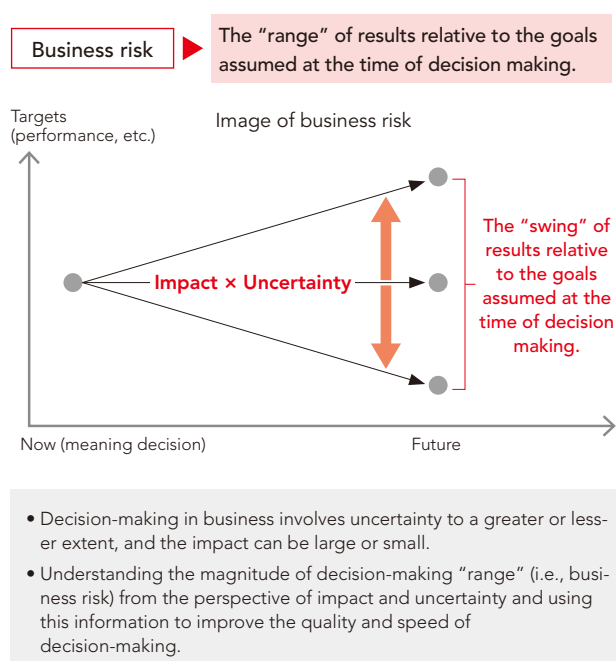 Business risk
The “range” of results relative to the goals
assumed at the time of decision making.
Targets
(performance, etc.)
Image of business risk
Impact × Uncertainty
The “swing” of
results relative
to the goals
assumed at the
time of decision
making.
Now (meaning decision)
Future
• Decision-making in business involves uncertainty to a greater or less-
er extent, and the impact can be large or small.
• Understanding the magnitude of decision-making “range” (i.e., busi-
ness risk) from the perspective of impact and uncertainty and using
this information to improve the quality and speed of
decision-making.